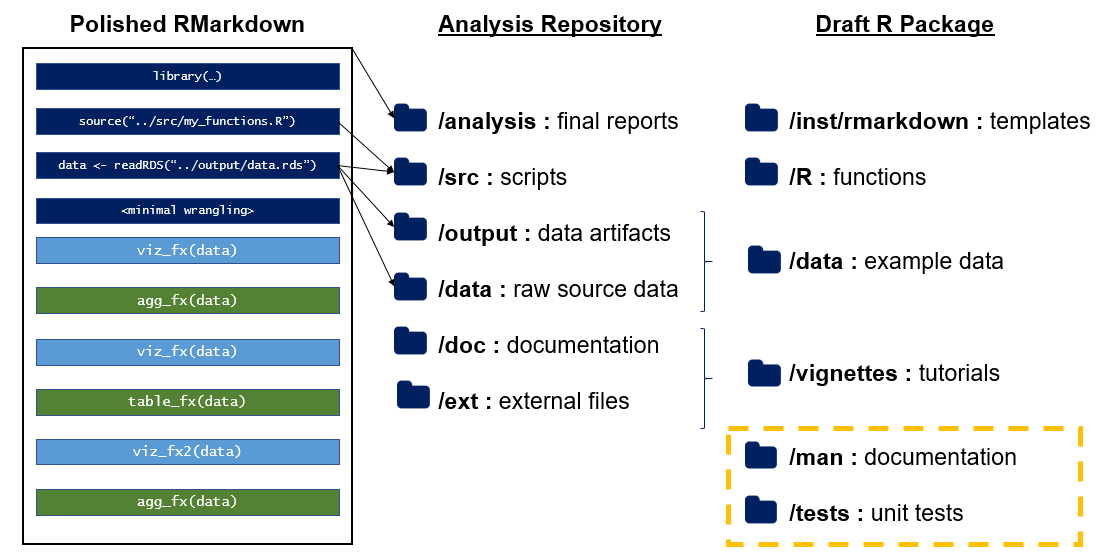 Polished RMarkdown
library(…)
source(“../src/my_functions.R”)
data <- readRDS(“../output/data.rds”)
<minimal wrangling>
viz_fx(data)
agg_fx(data)
viz_fx(data)
table_fx(data)
viz_fx2(data)
agg_fx(data)
Analysis Repository
/analysis : final reports
/src : scripts
/output : data artifacts
/data : raw source data
/doc : documentation
/ext : external files
Draft R Package
/inst/rmarkdown : templates
/R : functions
/data : example data
/vignettes : tutorials
/man : documentation
/tests : unit tests